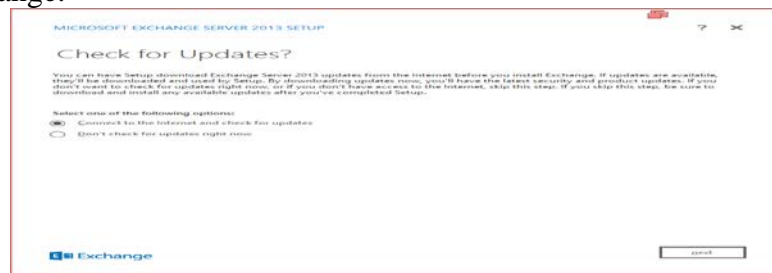 ange.
MICROSOFT EXCHANGE SERVER 2013 SETUP
? ×
Check for Updates?
You can have Setup download Exchange Server 2013 updates from the Internet before you install Exchange. If updates are available,
they'll be downloaded and used by Setup. By downloading updates now, you'll have the latest security and product updates. If you
don't want to check for updates right now, or if you don't have access to the Internet, skip this step. If you skip this step, be sure to
download and install any available updates after you've completed Setup.
Select one of the following options:
Connect to the Internet and check for updates
Don't check for updates right now
E Exchange
next